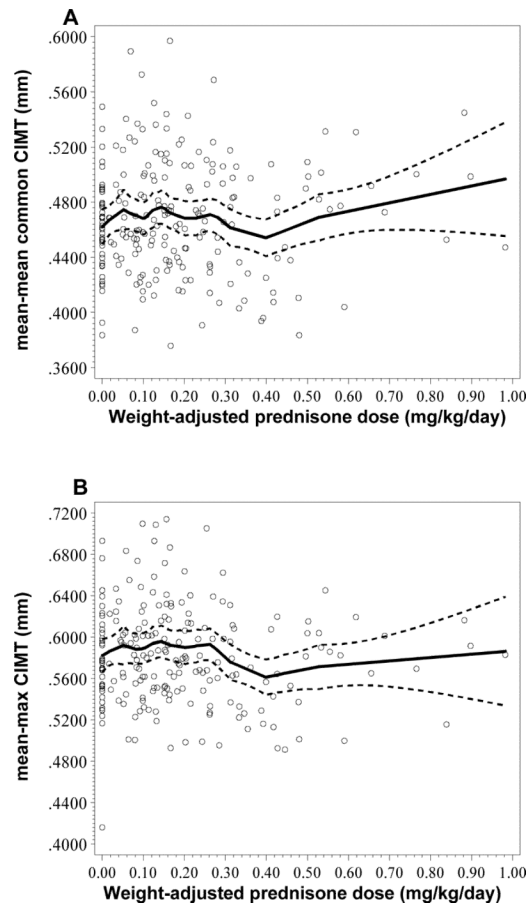 A
.6000
.5200
.4800
.4400
.4000
.3600
mean-mean common CIMT (mm)
0.00 0.10 0.20 0.30 0.40 0.50 0.60 0.70 0.80 0.90 1.00
Weight-adjusted prednisone dose (mg/kg/day)
B
.7200
.6800
.6400
.6000
.5600
.5200
.4800
.4400
.4000
mean-max CIMT (mm)
0.00 0.10 0.20 0.30 0.40 0.50 0.60 0.70 0.80 0.90 1.00
Weight-adjusted prednisone dose (mg/kg/day)